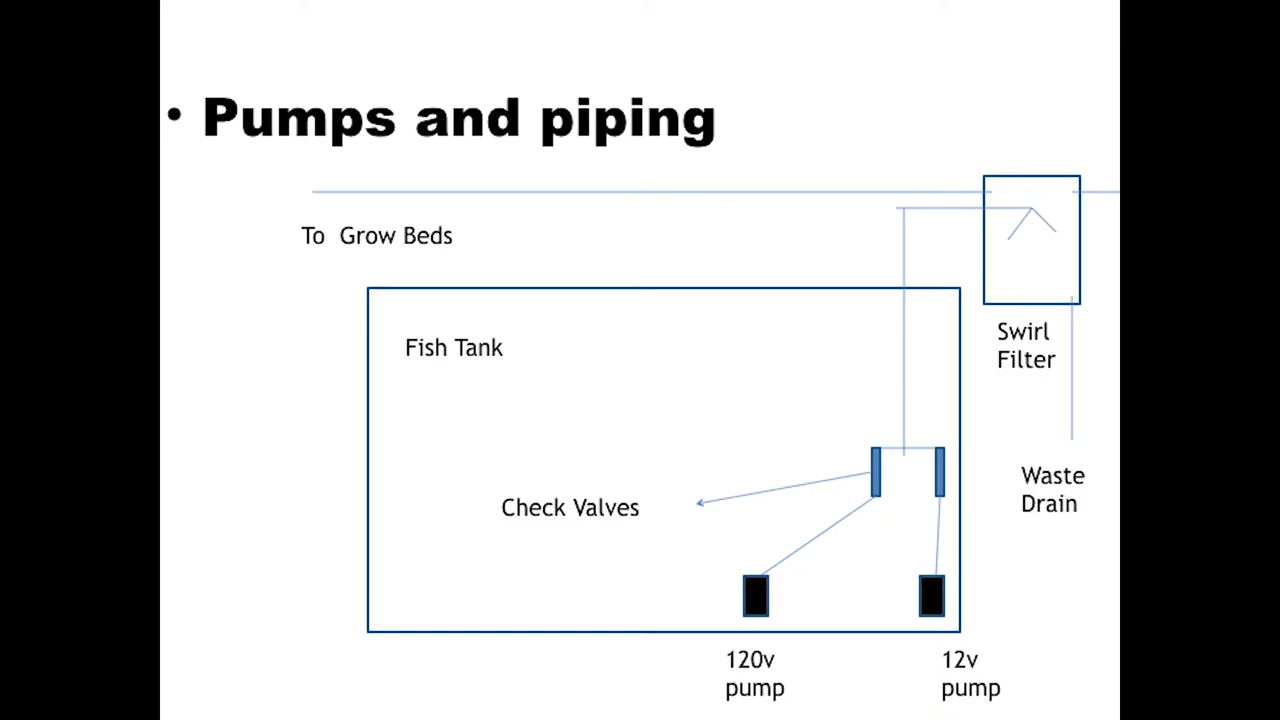 • Pumps and piping
To Grow Beds
Fish Tank
Swirl
Filter
Check Valves
Waste
Drain
120v
pump
12v
pump